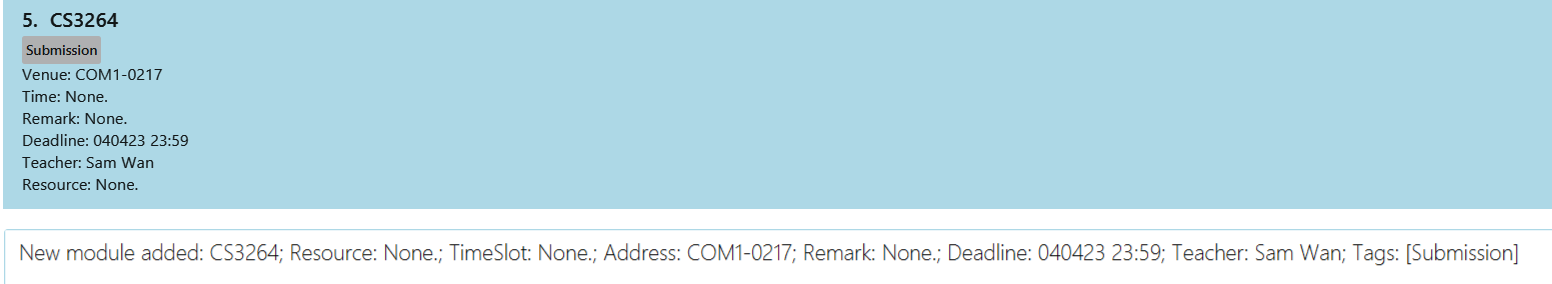 5. CS3264
Submission
Venue: COM1-0217
Time: None.
Remark: None.
Deadline: 040423 23:59
Teacher: Sam Wan
Resource: None.
New module added: CS3264; Resource: None.; TimeSlot: None.; Address: COM1-0217; Remark: None.; Deadline: 040423 23:59; Teacher: Sam Wan; Tags: [Submission]